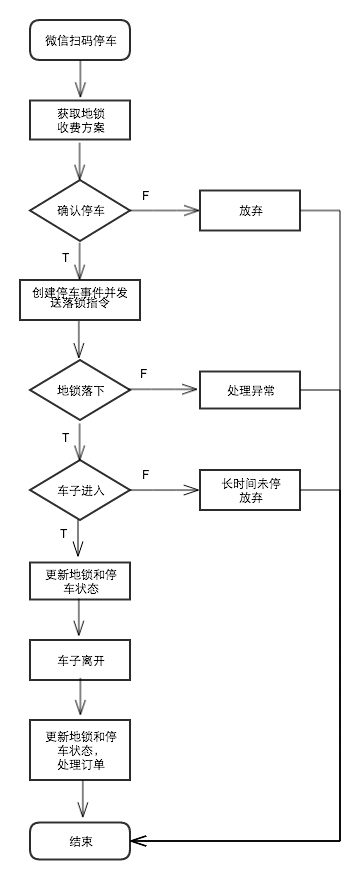 微信扫码停车
获取地锁
收费方案
确认停车
F
放弃
T
创建停车事件并发
送落锁指令
地锁落下
F
处理异常
T
车子进入
F
长时间未停
放弃
T
更新地锁和停
车状态
车子离开
更新地锁和停
车状态，
处理订单
结束